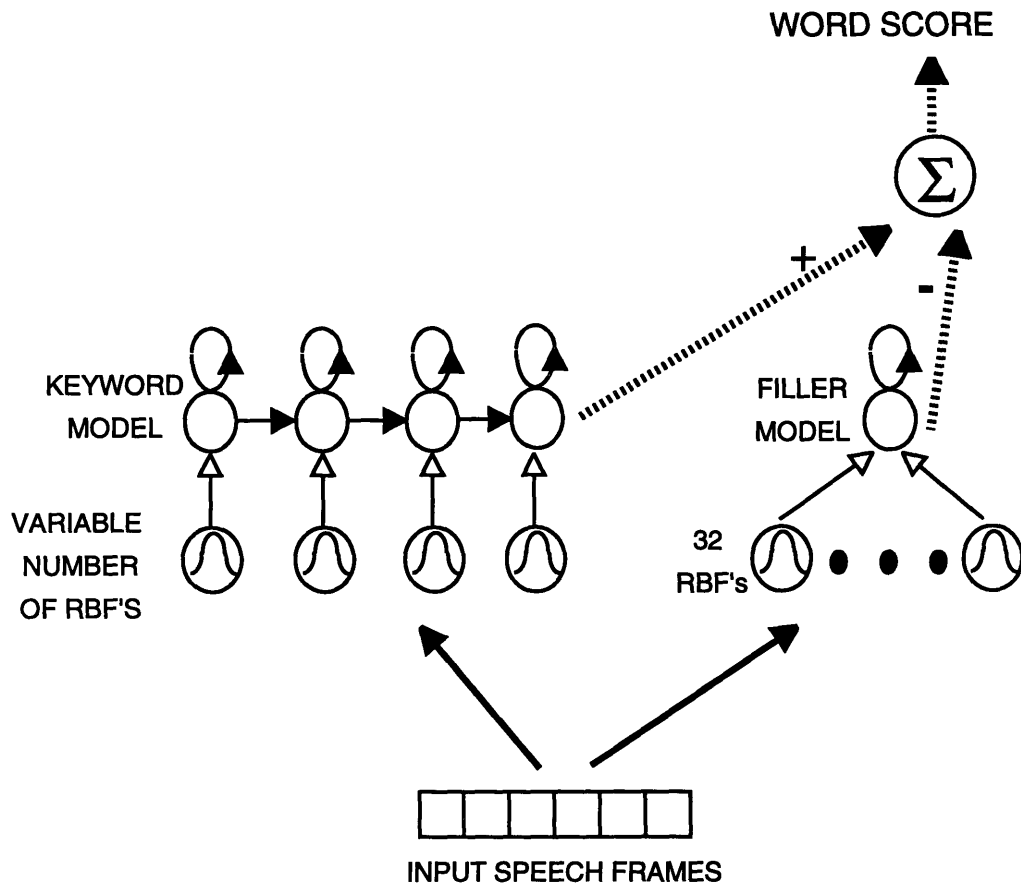 WORD SCORE
Σ
+
-
KEYWORD
MODEL
FILLER
MODEL
VARIABLE
NUMBER
OF RBF'S
32
RBF's
INPUT SPEECH FRAMES